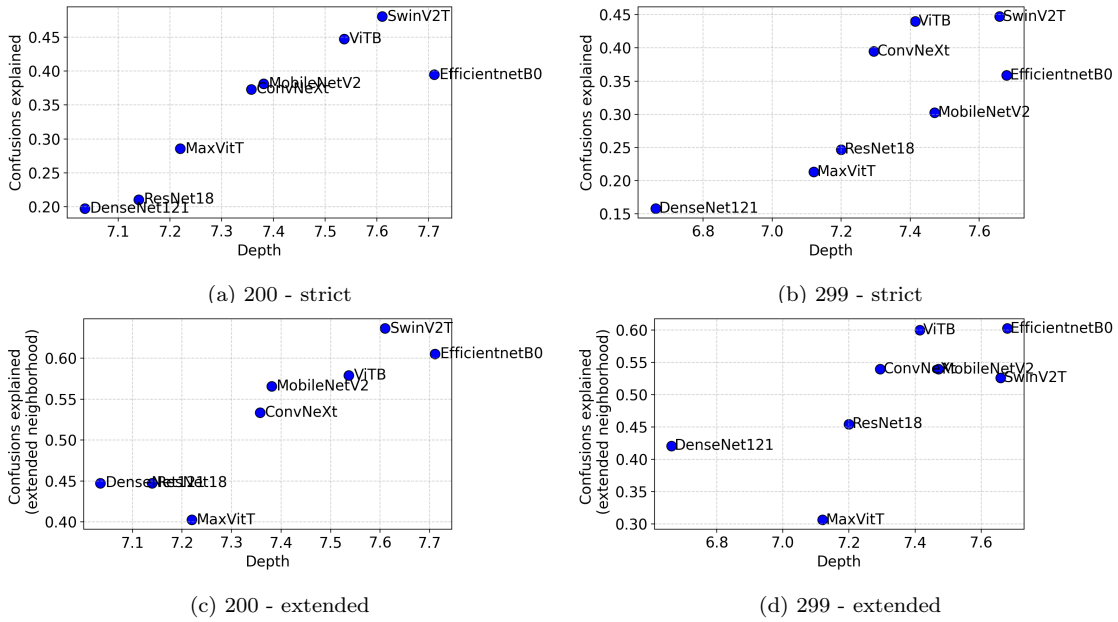 Confusions explained
0.45
0.40
0.35
0.30
0.25
0.20
SwinV2T
ViTB
EfficientnetB0
MobileNetV2
ConvNeXt
MaxVitT
ResNet18
DenseNet121
7.1 7.2 7.3 7.4 7.5 7.6 7.7
Depth
(a) 200 - strict
Confusions explained
0.45
0.40
0.35
0.30
0.25
0.20
0.15
SwinV2T
ViTB
ConvNeXt
EfficientnetB0
MobileNetV2
ResNet18
MaxVitT
DenseNet121
6.8 7.0 7.2 7.4 7.6
Depth
(b) 299 - strict
Confusions explained
(extended neighborhood)
0.60
0.55
0.50
0.45
0.40
SwinV2T
EfficientnetB0
ViTB
MobileNetV2
ConvNeXt
DenseNet121
ResNet18
MaxVitT
7.1 7.2 7.3 7.4 7.5 7.6 7.7
Depth
(c) 200 - extended
Confusions explained
(extended neighborhood)
0.60
0.55
0.50
0.45
0.40
0.35
0.30
EfficientnetB0
ViTB
ConvNeXt
MobileNetV2
SwinV2T
ResNet18
DenseNet121
MaxVitT
6.8 7.0 7.2 7.4 7.6
Depth
(d) 299 - extended